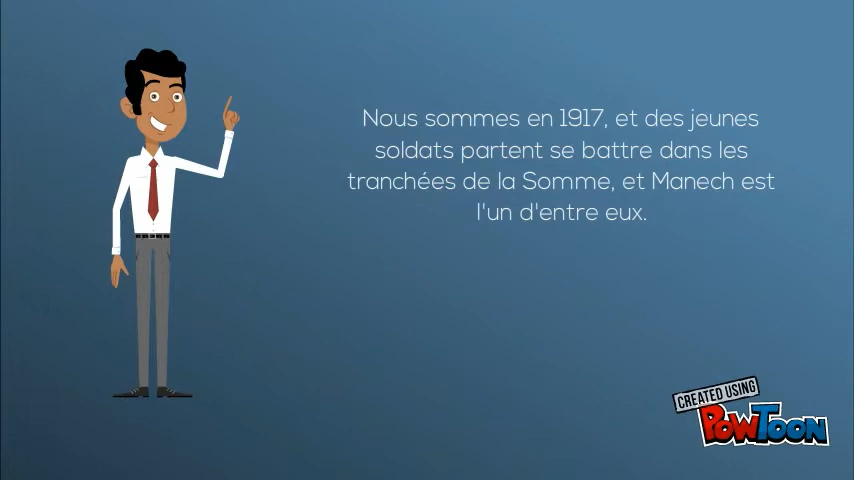 Nous sommes en 1917, et des jeunes
soldats partent se battre dans les
tranchées de la Somme, et Manech est
l'un d'entre eux.
CREATED USING
POWTOON